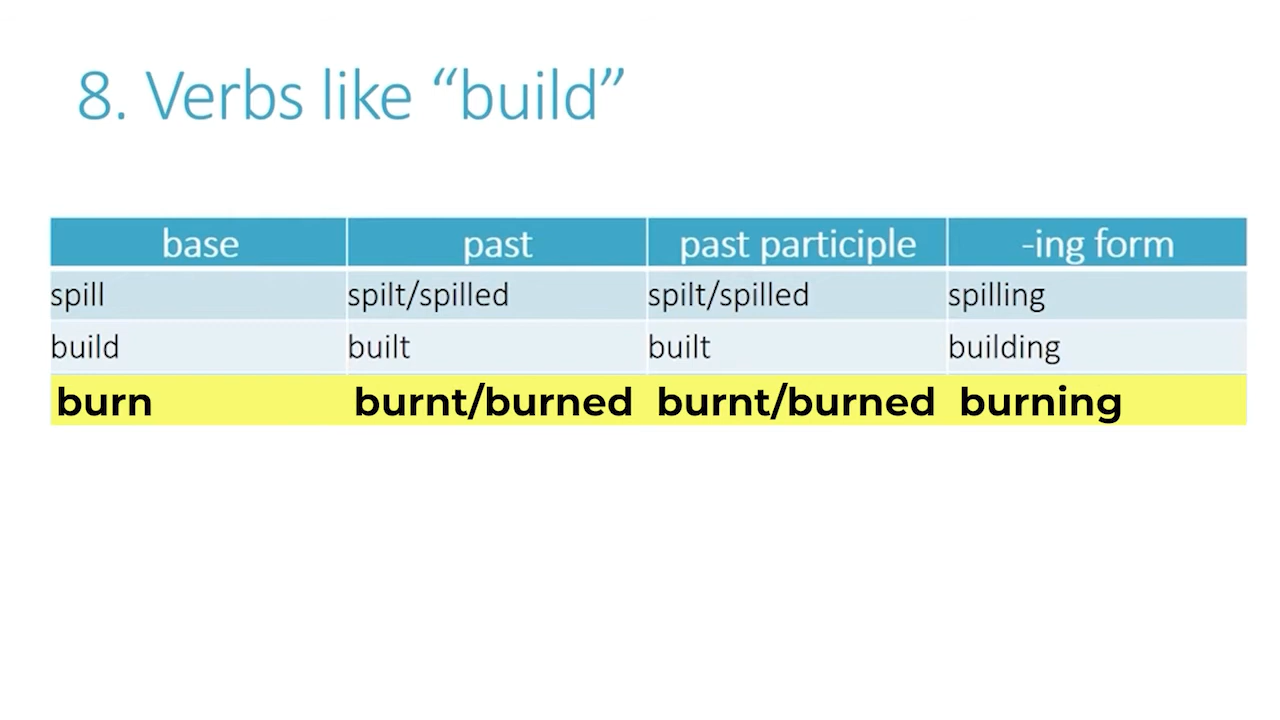 8. Verbs like “build”
base past past participle -ing form
spill spilt/spilled spilt/spilled spilling
build built built building
burn burnt/burned burnt/burned burning